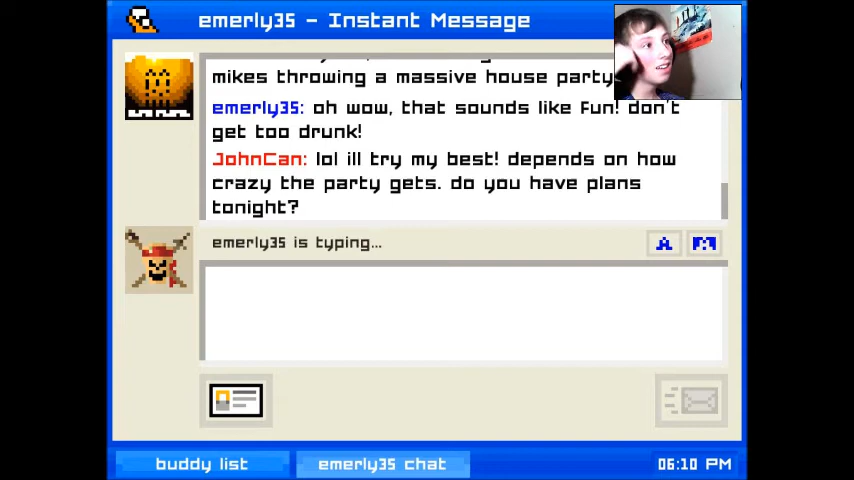 emerly35 - Instant Message
mikes throwing a massive house party
emerly35: oh wow, that sounds like fun! don't
get too drunk!
JohnCan: lol ill try my best! depends on how
crazy the party gets. do you have plans
tonight?
emerly35 is typing...
A
buddy list
emerly35 chat
06:10 PM